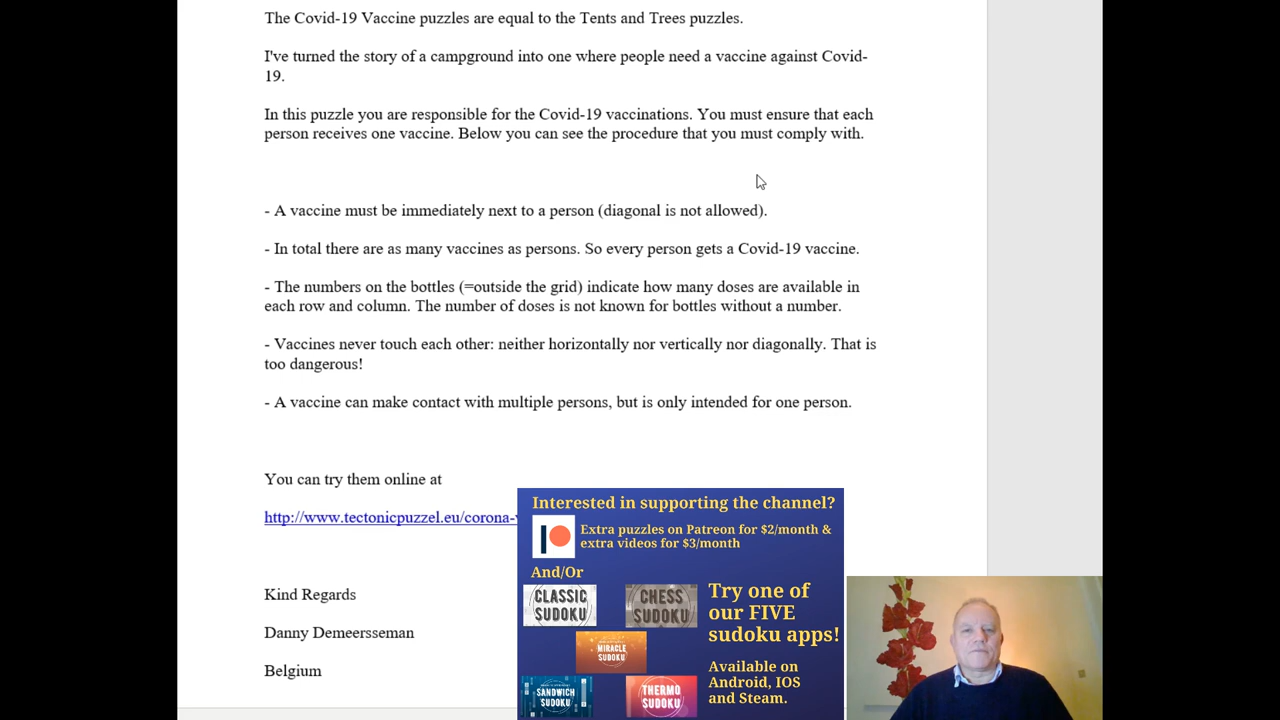 The Covid-19 Vaccine puzzles are equal to the Tents and Trees puzzles.
I've turned the story of a campground into one where people need a vaccine against Covid-
19.
In this puzzle you are responsible for the Covid-19 vaccinations. You must ensure that each
person receives one vaccine. Below you can see the procedure that you must comply with.
- A vaccine must be immediately next to a person (diagonal is not allowed).
- In total there are as many vaccines as persons. So every person gets a Covid-19 vaccine.
- The numbers on the bottles (=outside the grid) indicate how many doses are available in
each row and column. The number of doses is not known for bottles without a number.
- Vaccines never touch each other: neither horizontally nor vertically nor diagonally. That is
too dangerous!
- A vaccine can make contact with multiple persons, but is only intended for one person.
You can try them online at
http://www.tectonicpuzzel.eu/corona-
Kind Regards
Danny Demeersseman
Belgium
Interested in supporting the channel?
Extra puzzles on Patreon for $2/month &
extra videos for $3/month
And/Or
CLASSIC
SUDOKU
CHESS
SUDOKU
MIRACLE
SUDOKU
SANDWICH
SUDOKU
THERMO
SUDOKU
Try one of
our FIVE
sudoku apps!
Available on
Android, IOS
and Steam.